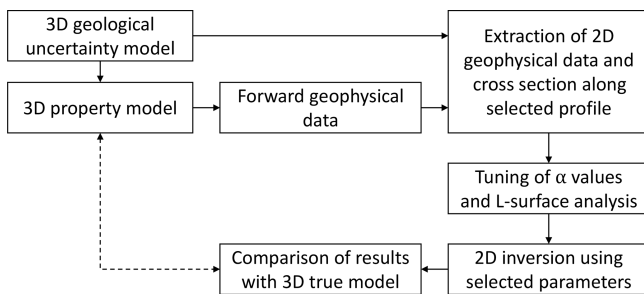 3D geological
uncertainty model
3D property model
Forward geophysical
data
Extraction of 2D
geophysical data and
cross section along
selected profile
Tuning of α values
and L-surface analysis
2D inversion using
selected parameters
Comparison of results
with 3D true model